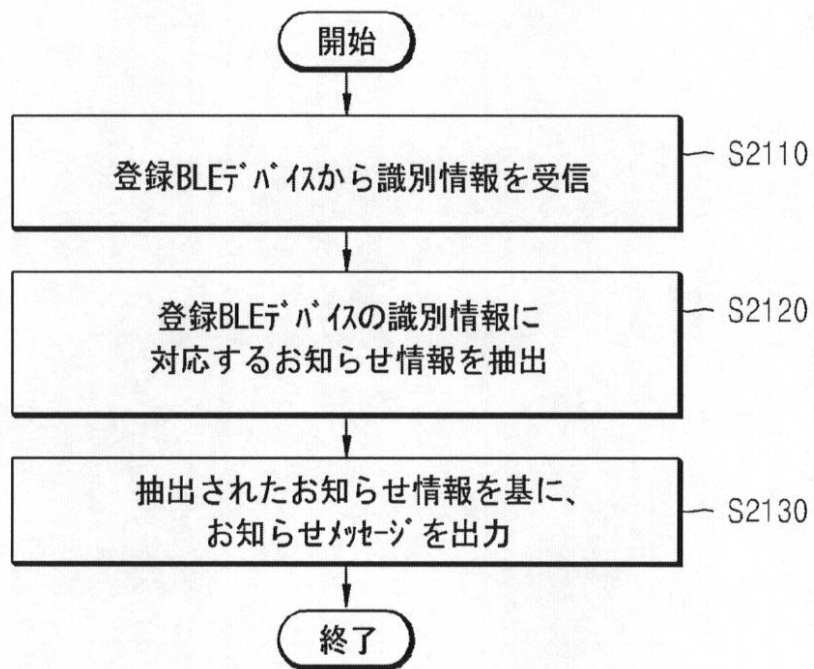 開始
登録BLEﾃﾞﾊﾞｲｽから識別情報を受信
S2110
登録BLEﾃﾞﾊﾞｲｽの識別情報に
対応するお知らせ情報を抽出
S2120
抽出されたお知らせ情報を基に、
お知らせﾒｯｾｰｼﾞを出力
S2130
終了